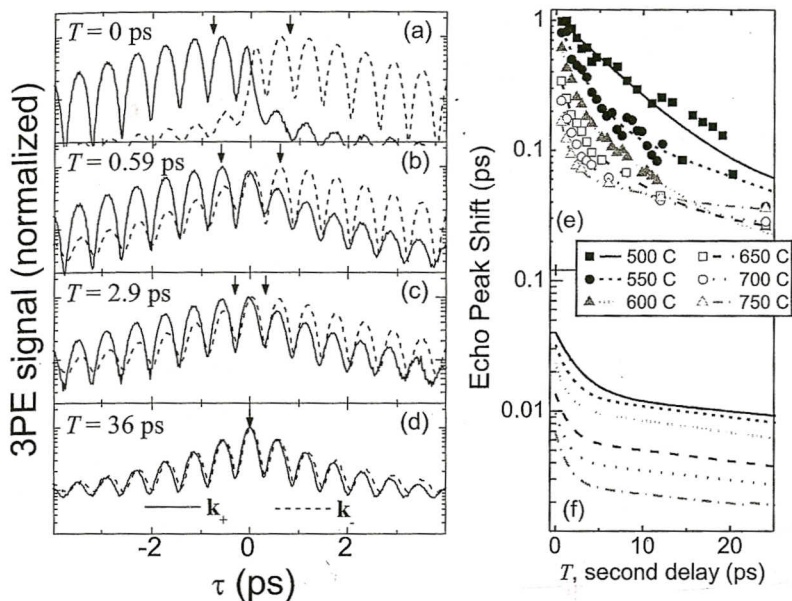 3PE signal (normalized)
T = 0 ps
(a)
T = 0.59 ps
(b)
T = 2.9 ps
(c)
T = 36 ps
(d)
k+
k-
-2
0
2
τ (ps)
Echo Peak Shift (ps)
1
0.1
(e)
500 C
650 C
550 C
700 C
600 C
750 C
0.1
0.01
(f)
0
10
20
T, second delay (ps)